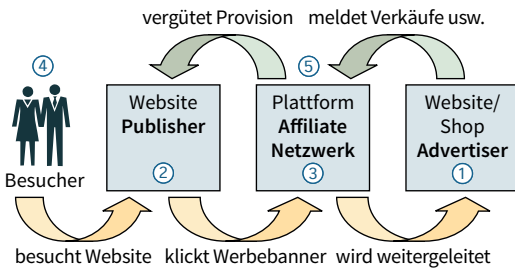 vergütet Provision
meldet Verkäufe usw.
④
⑤
Website
Publisher
②
Plattform
Affiliate
Netzwerk
③
Website/
Shop
Advertiser
①
Besucher
besucht Website
klickt Werbebanner
wird weitergeleitet